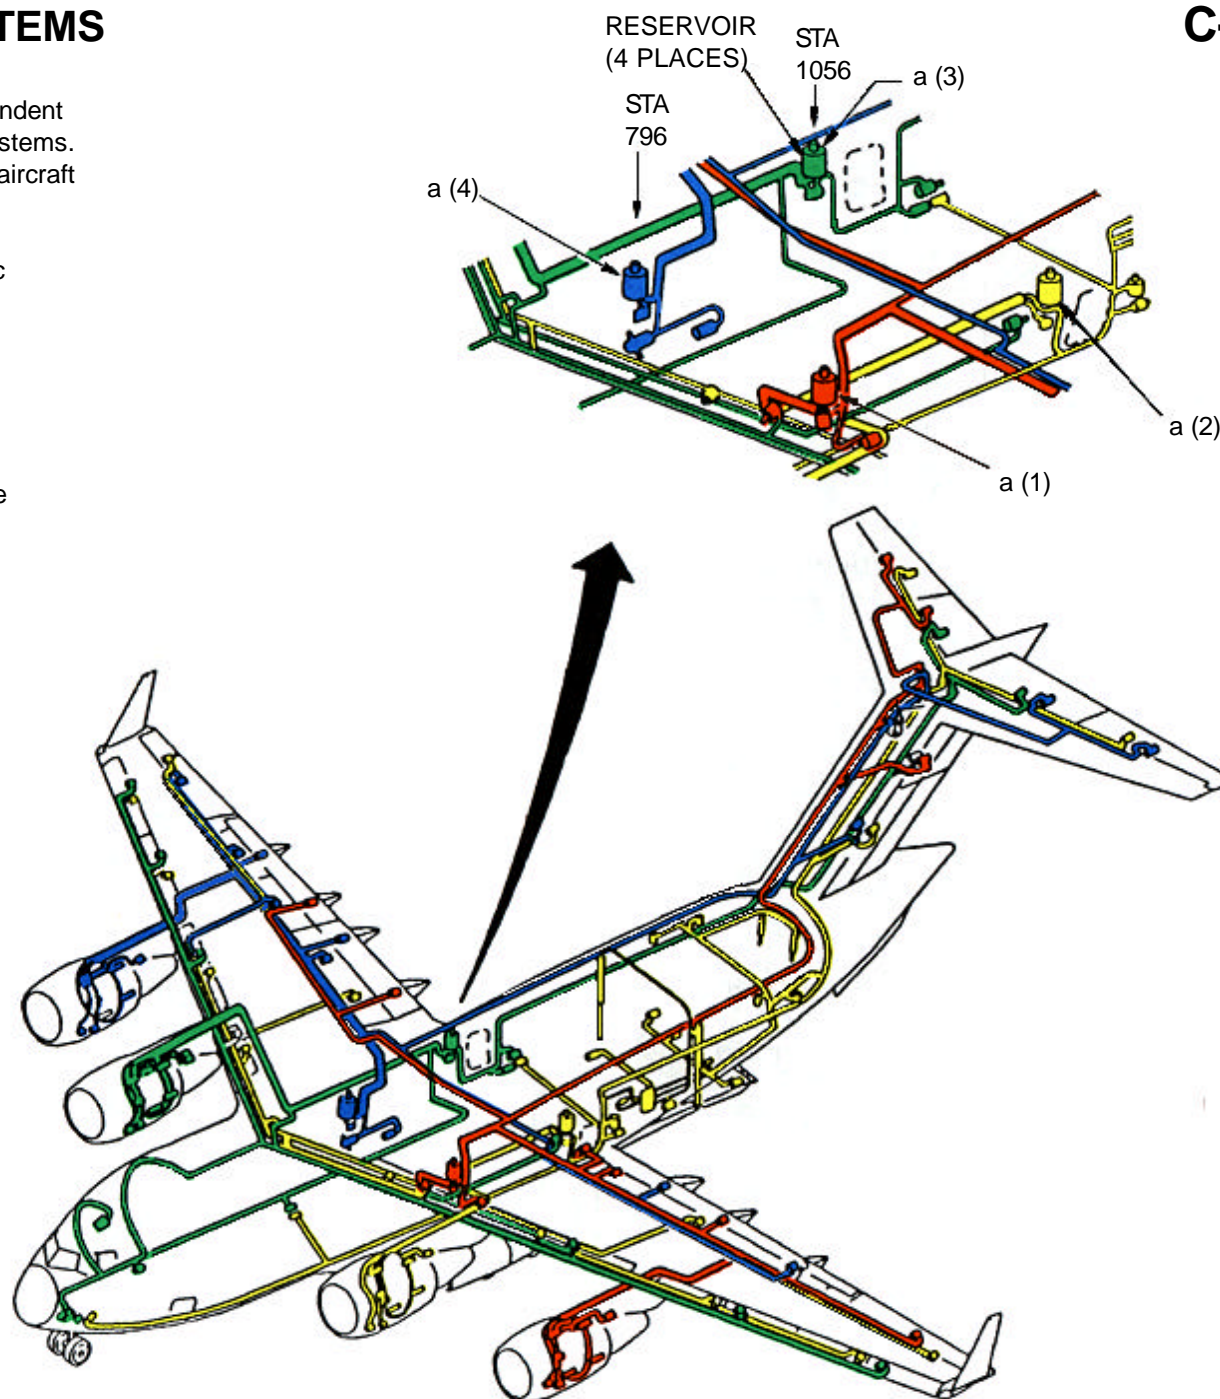 TEMS
C-
ndent
stems.
aircraft
c
e
RESERVOIR
(4 PLACES)
STA
1056
a (3)
STA
796
a (4)
a (2)
a (1)